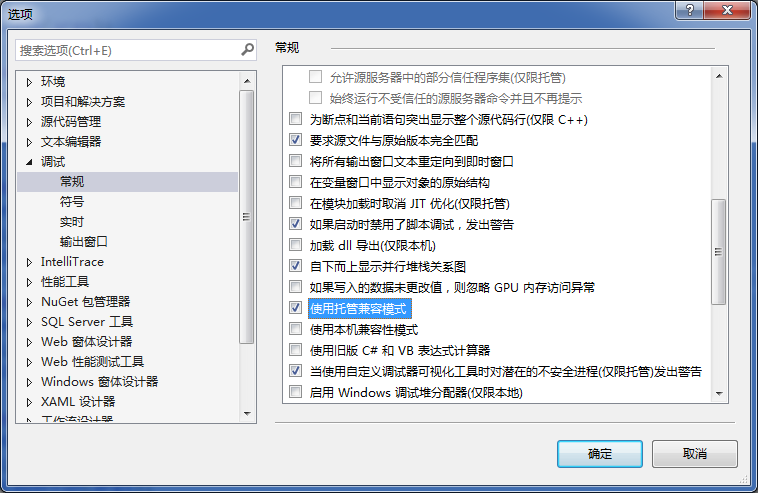 选项
搜索选项(Ctrl+E)
环境
项目和解决方案
源代码管理
文本编辑器
调试
常规
符号
实时
输出窗口
IntelliTrace
性能工具
NuGet 包管理器
SQL Server 工具
Web 窗体设计器
Web 性能测试工具
Windows 窗体设计器
XAML 设计器
工作流设计器
常规
允许源服务器中的部分信任程序集(仅限托管)
始终运行不受信任的源服务器命令并且不再提示
为断点和当前语句突出显示整个源代码行(仅限 C++)
要求源文件与原始版本完全匹配
将所有输出窗口文本重定向到即时窗口
在变量窗口中显示对象的原始结构
在模块加载时取消 JIT 优化(仅限托管)
如果启动时禁用了脚本调试，发出警告
加载 dll 导出(仅限本机)
自下而上显示并行堆栈关系图
如果写入的数据未更改值，则忽略 GPU 内存访问异常
使用托管兼容模式
使用本机兼容性模式
使用旧版 C# 和 VB 表达式计算器
当使用自定义调试器可视化工具时对潜在的不安全进程(仅限托管)发出警告
启用 Windows 调试堆分配器(仅限本地)
确定
取消